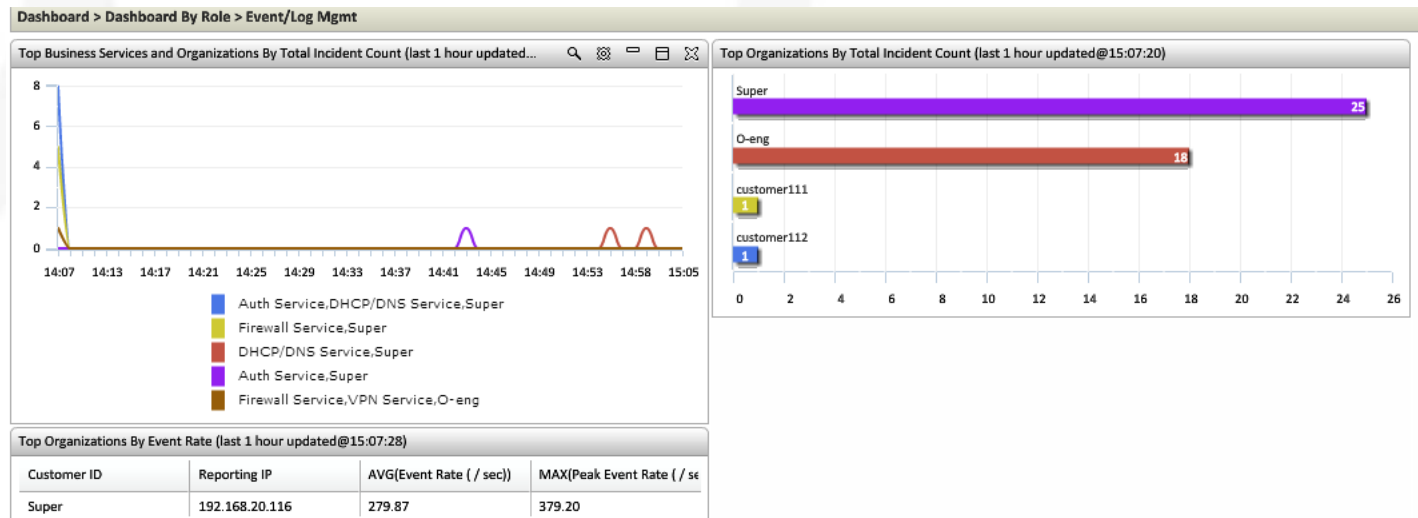 Dashboard > Dashboard By Role > Event/Log Mgmt
Top Business Services and Organizations By Total Incident Count (last 1 hour updated...
8
6
4
2
0
14:07 14:13 14:17 14:21 14:25 14:29 14:33 14:37 14:41 14:45 14:49 14:53 14:58 15:05
Auth Service,DHCP/DNS Service,Super
Firewall Service,Super
DHCP/DNS Service,Super
Auth Service,Super
Firewall Service,VPN Service,O-eng
Top Organizations By Total Incident Count (last 1 hour updated@15:07:20)
Super
25
O-eng
18
customer111
1
customer112
1
0 2 4 6 8 10 12 14 16 18 20 22 24 26
Top Organizations By Event Rate (last 1 hour updated@15:07:28)
Customer ID Reporting IP AVG(Event Rate ( / sec)) MAX(Peak Event Rate ( / se
Super 192.168.20.116 279.87 379.20